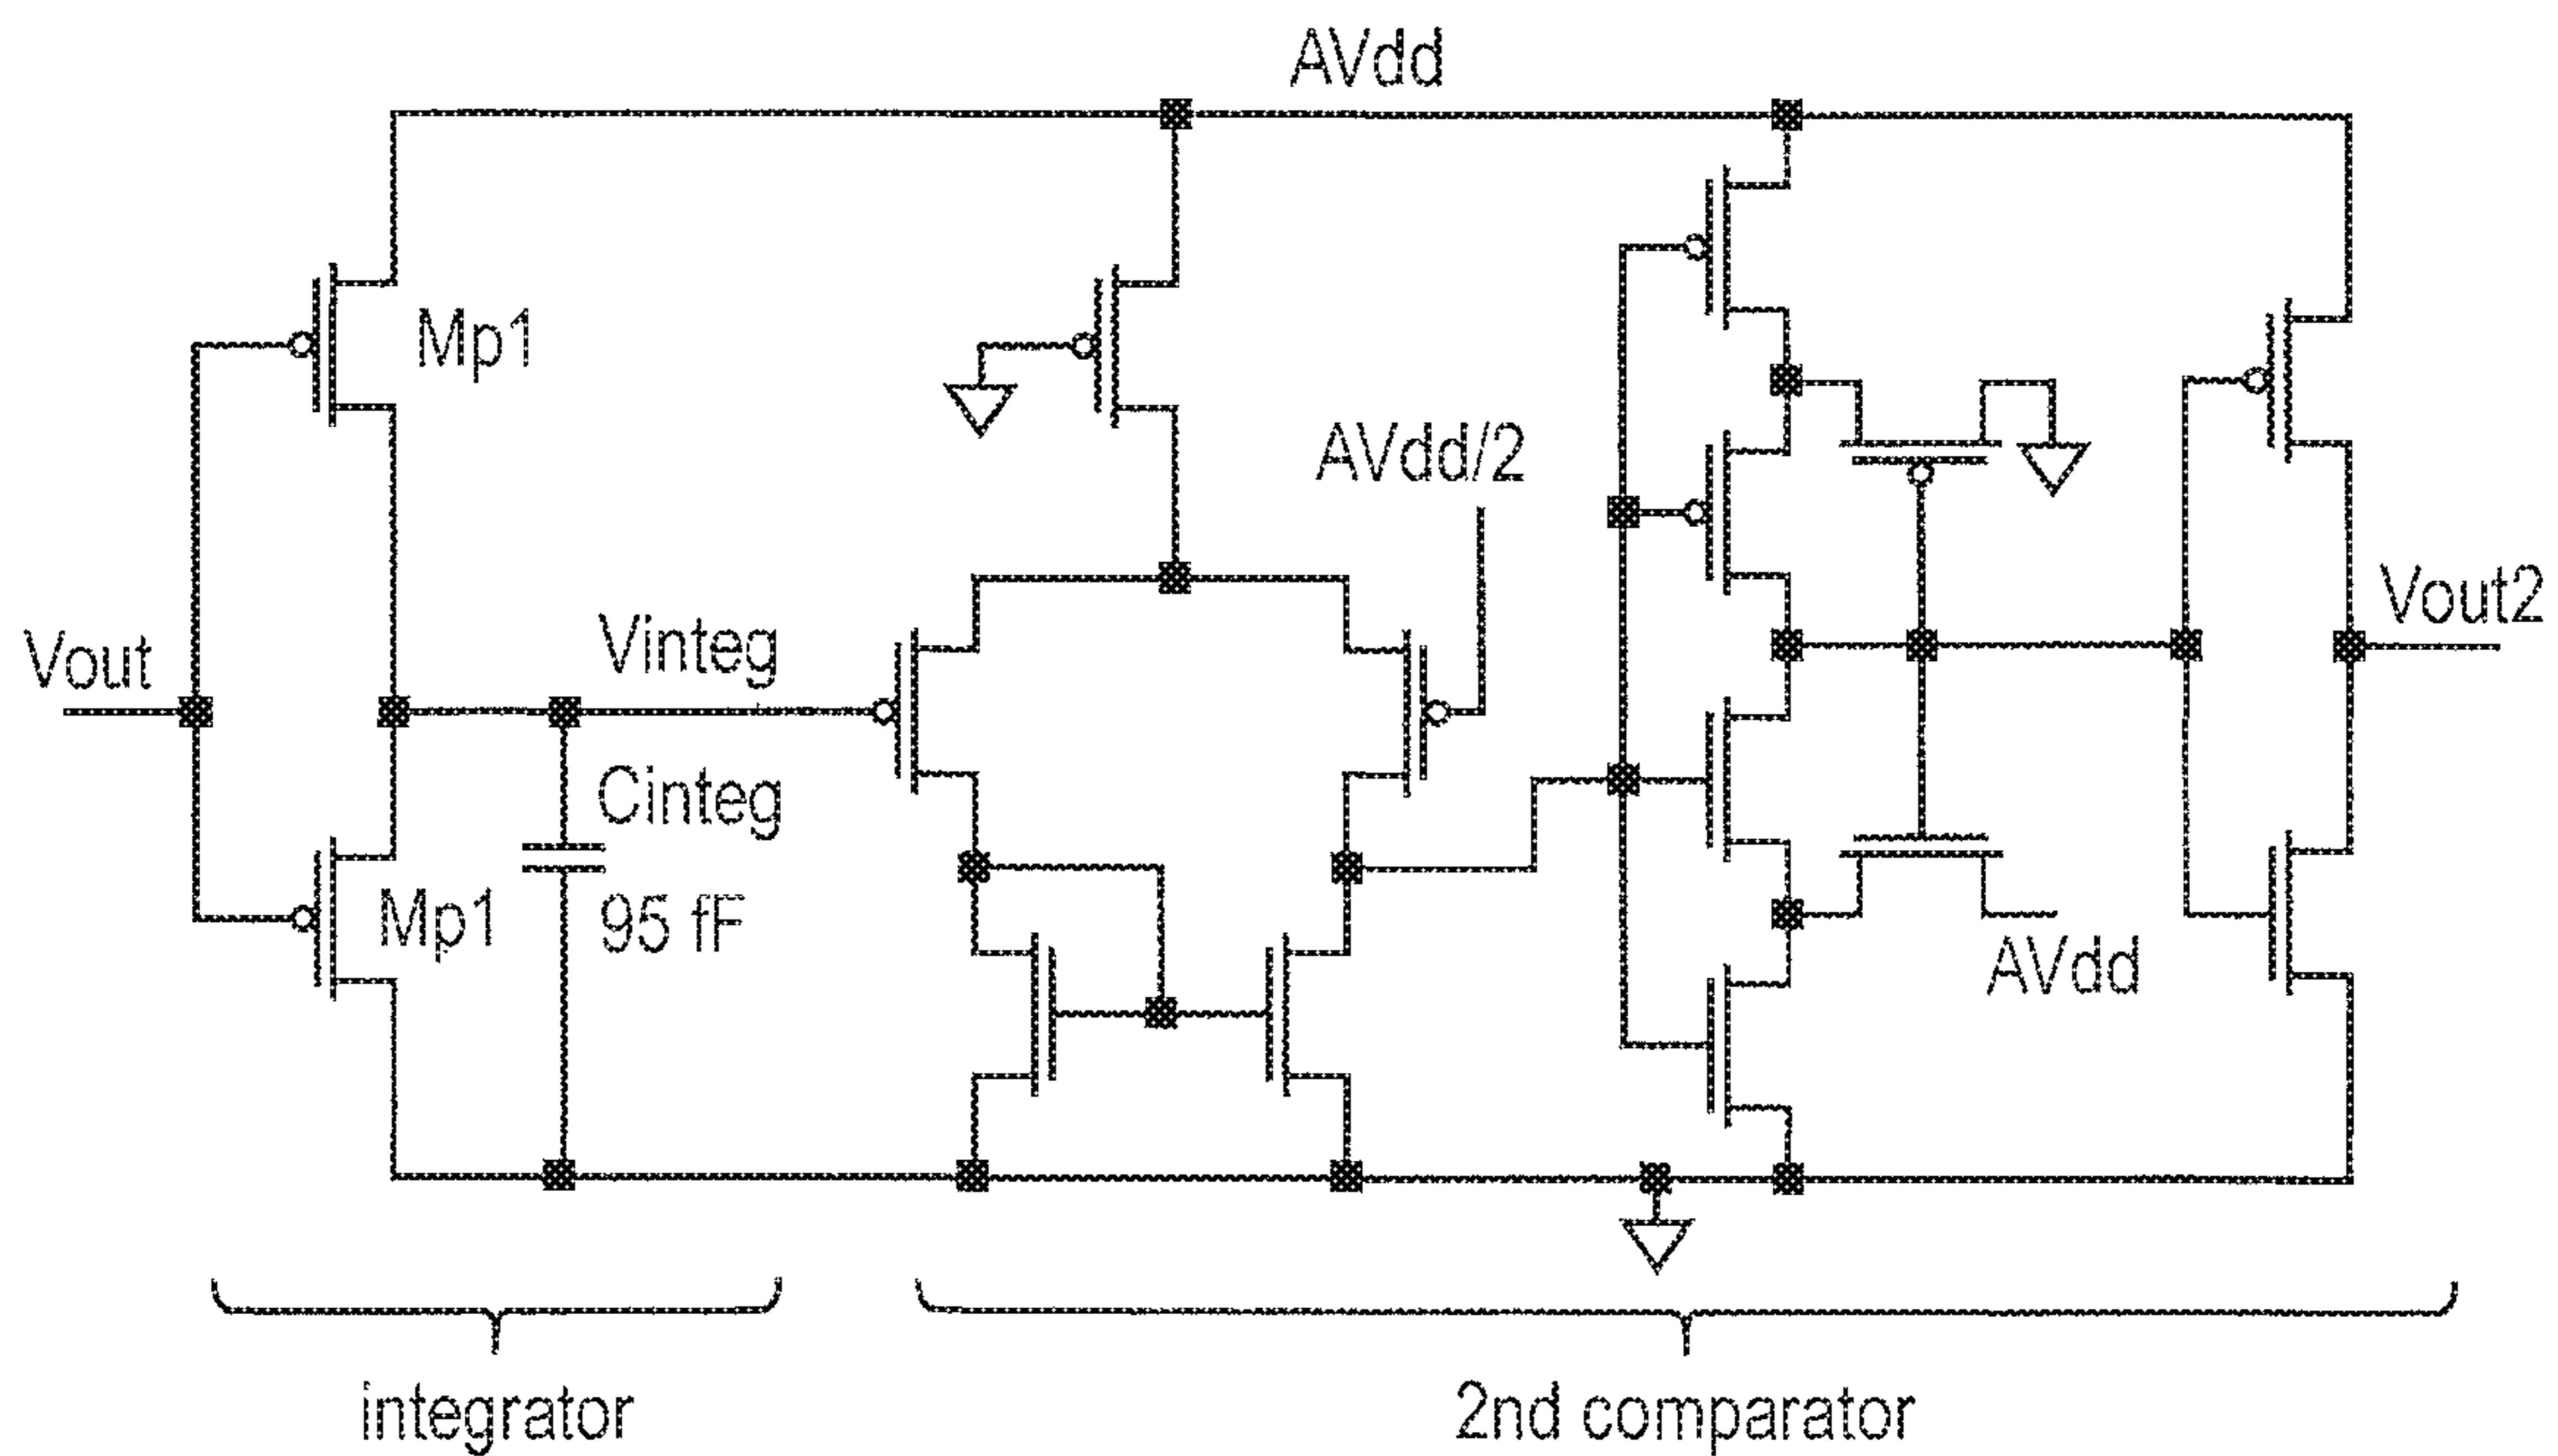 AVdd
Mp1
AVdd/2
Vout
Vinteg
Vout2
Cinteg
95 fF
Mp1
AVdd
integrator
2nd comparator